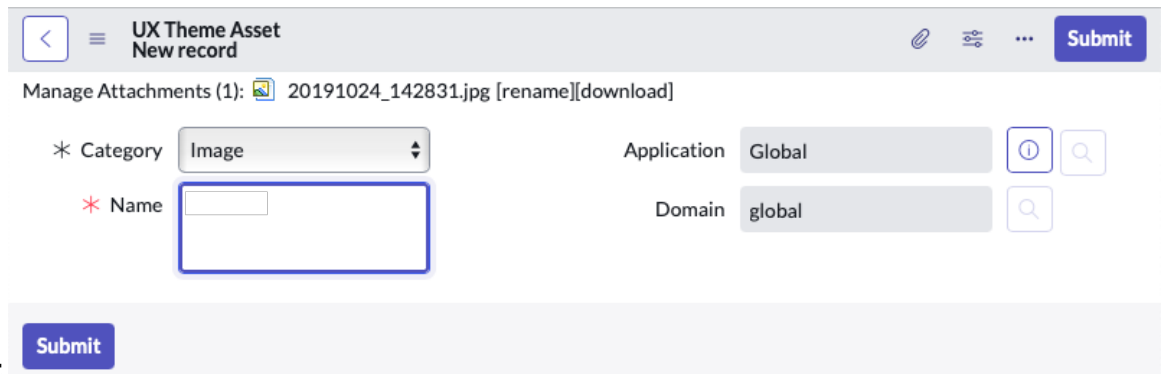 UX Theme Asset
New record
Submit
Manage Attachments (1): 20191024_142831.jpg [rename][download]
* Category Image Application Global
* Name Domain global
Submit